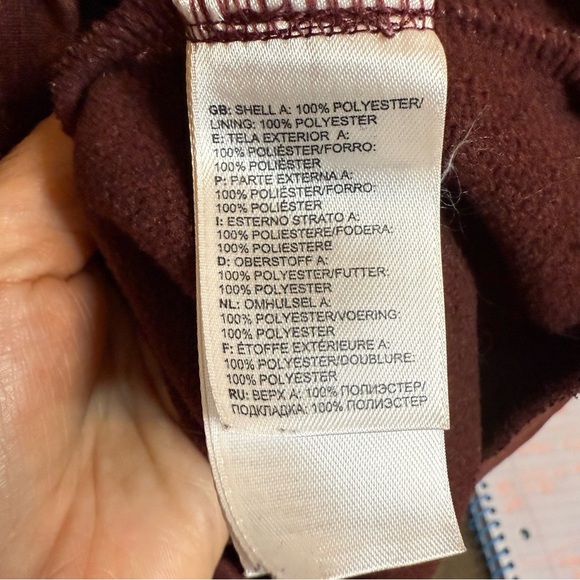 GB: SHELL A: 100% POLYESTER/
LINING: 100% POLYESTER
E: TELA EXTERIOR A:
100% POLIÉSTER/FORRO:
100% POLIÉSTER
P: PARTE EXTERNA A:
100% POLIÉSTER/FORRO:
100% POLIÉSTER
I: ESTERNO STRATO A:
100% POLIESTERE/FODERA:
100% POLIESTERE
D: OBERSTOFF A:
100% POLYESTER/FUTTER:
100% POLYESTER
NL: OMHULSEL A:
100% POLYESTER/VOERING:
100% POLYESTER
F: ÉTOFFE EXTÉRIEURE A:
100% POLYESTER/DOUBLURE:
100% POLYESTER
RU: ВЕРХ A: 100% ПОЛИЭСТЕР/
ПОДКЛАДКА: 100% ПОЛИЭСТЕР